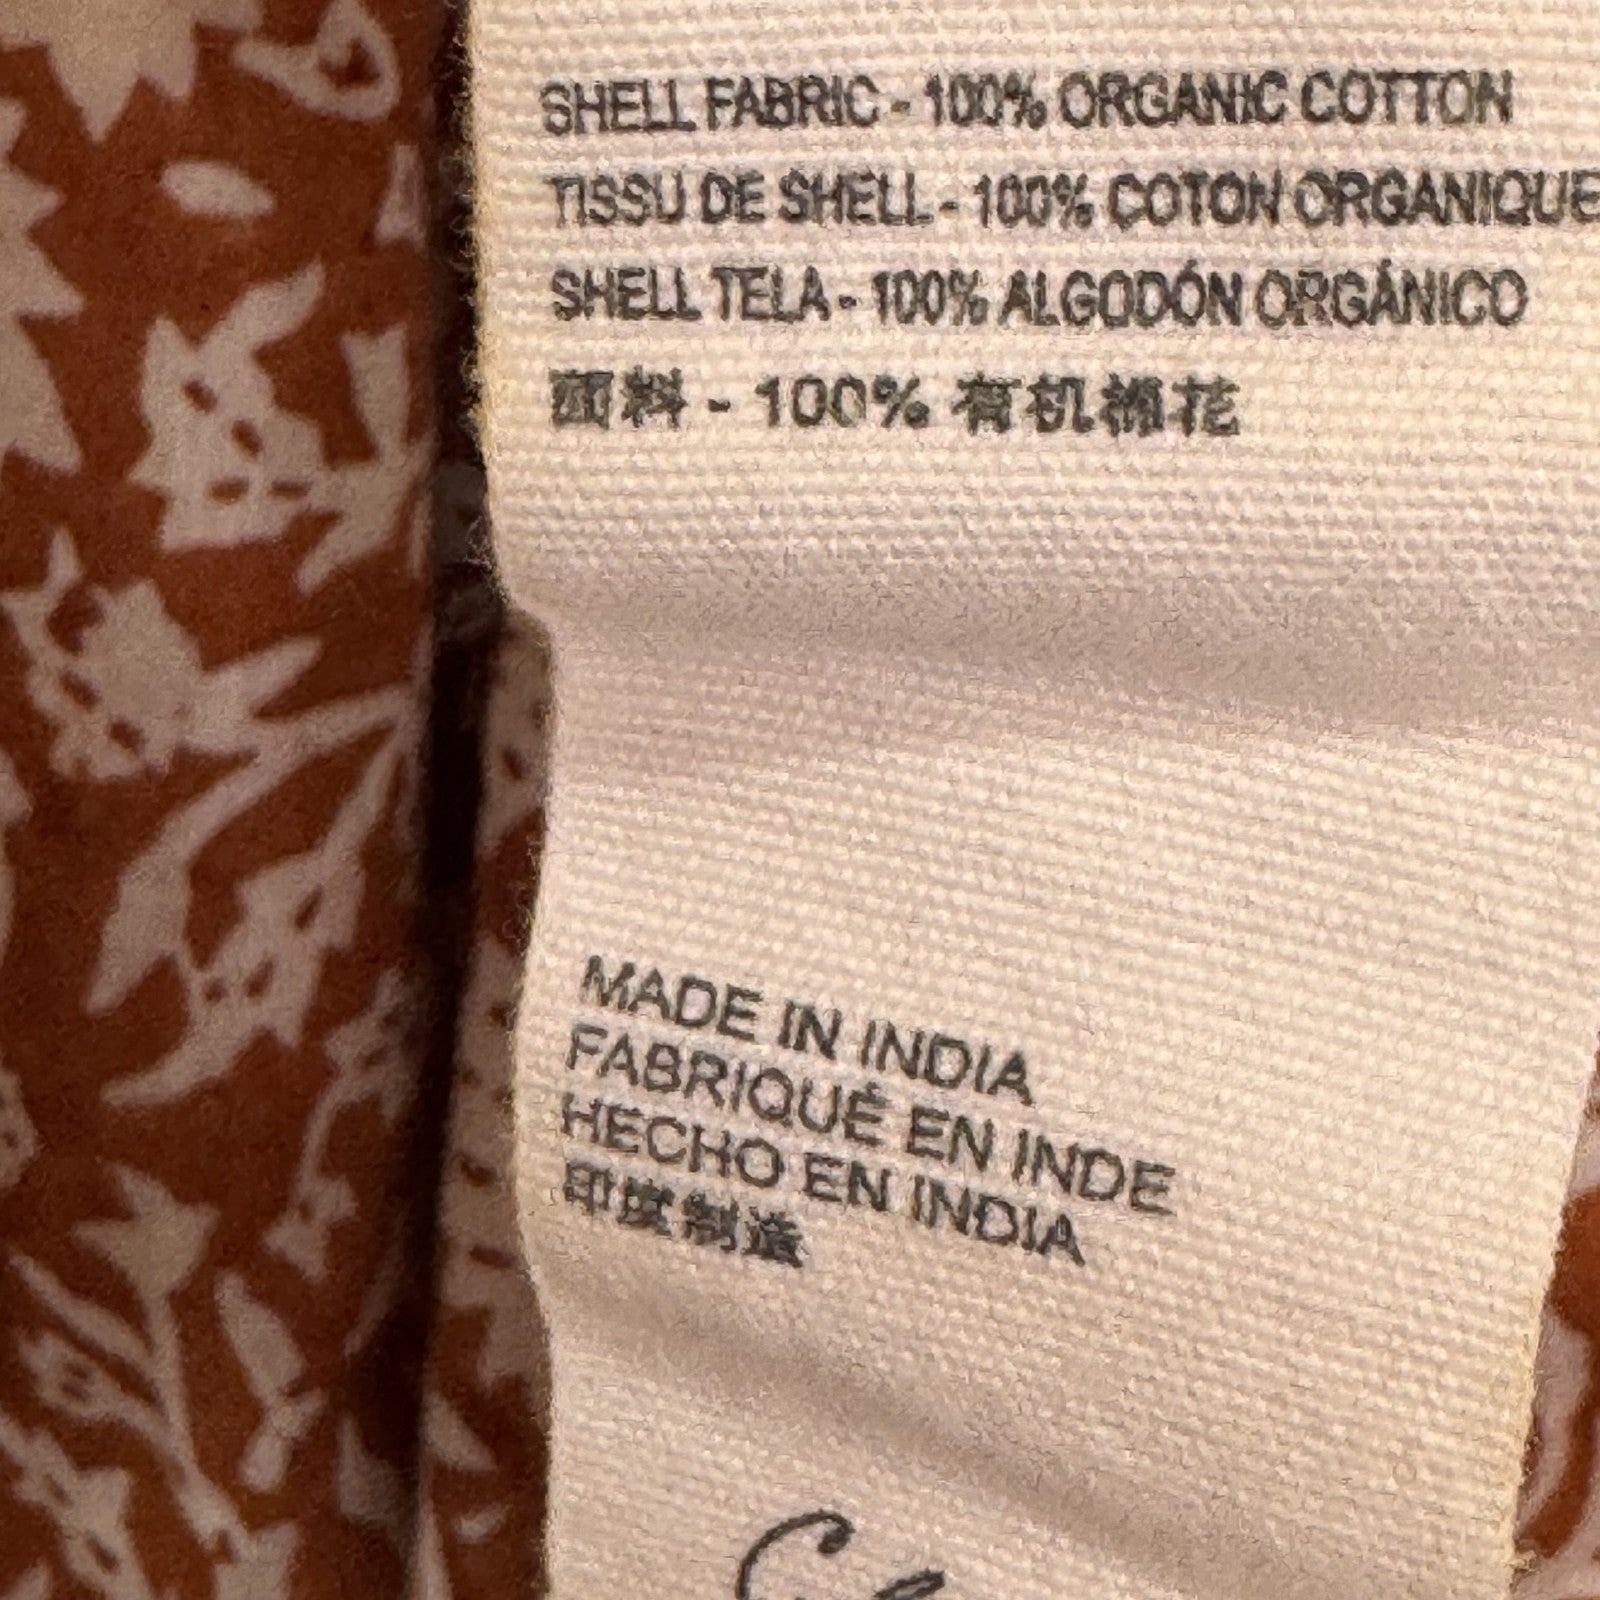 SHELL FABRIC - 100% ORGANIC COTTON
TISSU DE SHELL - 100% COTON ORGANIQUE
SHELL TELA - 100% ALGODÓN ORGÁNICO
面料 - 100% 有机棉花
MADE IN INDIA
FABRIQUÉ EN INDE
HECHO EN INDIA
印度制造